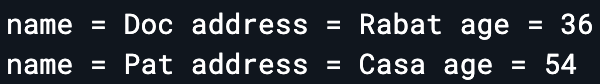 name = Doc address = Rabat age = 36
name = Pat address = Casa age = 54